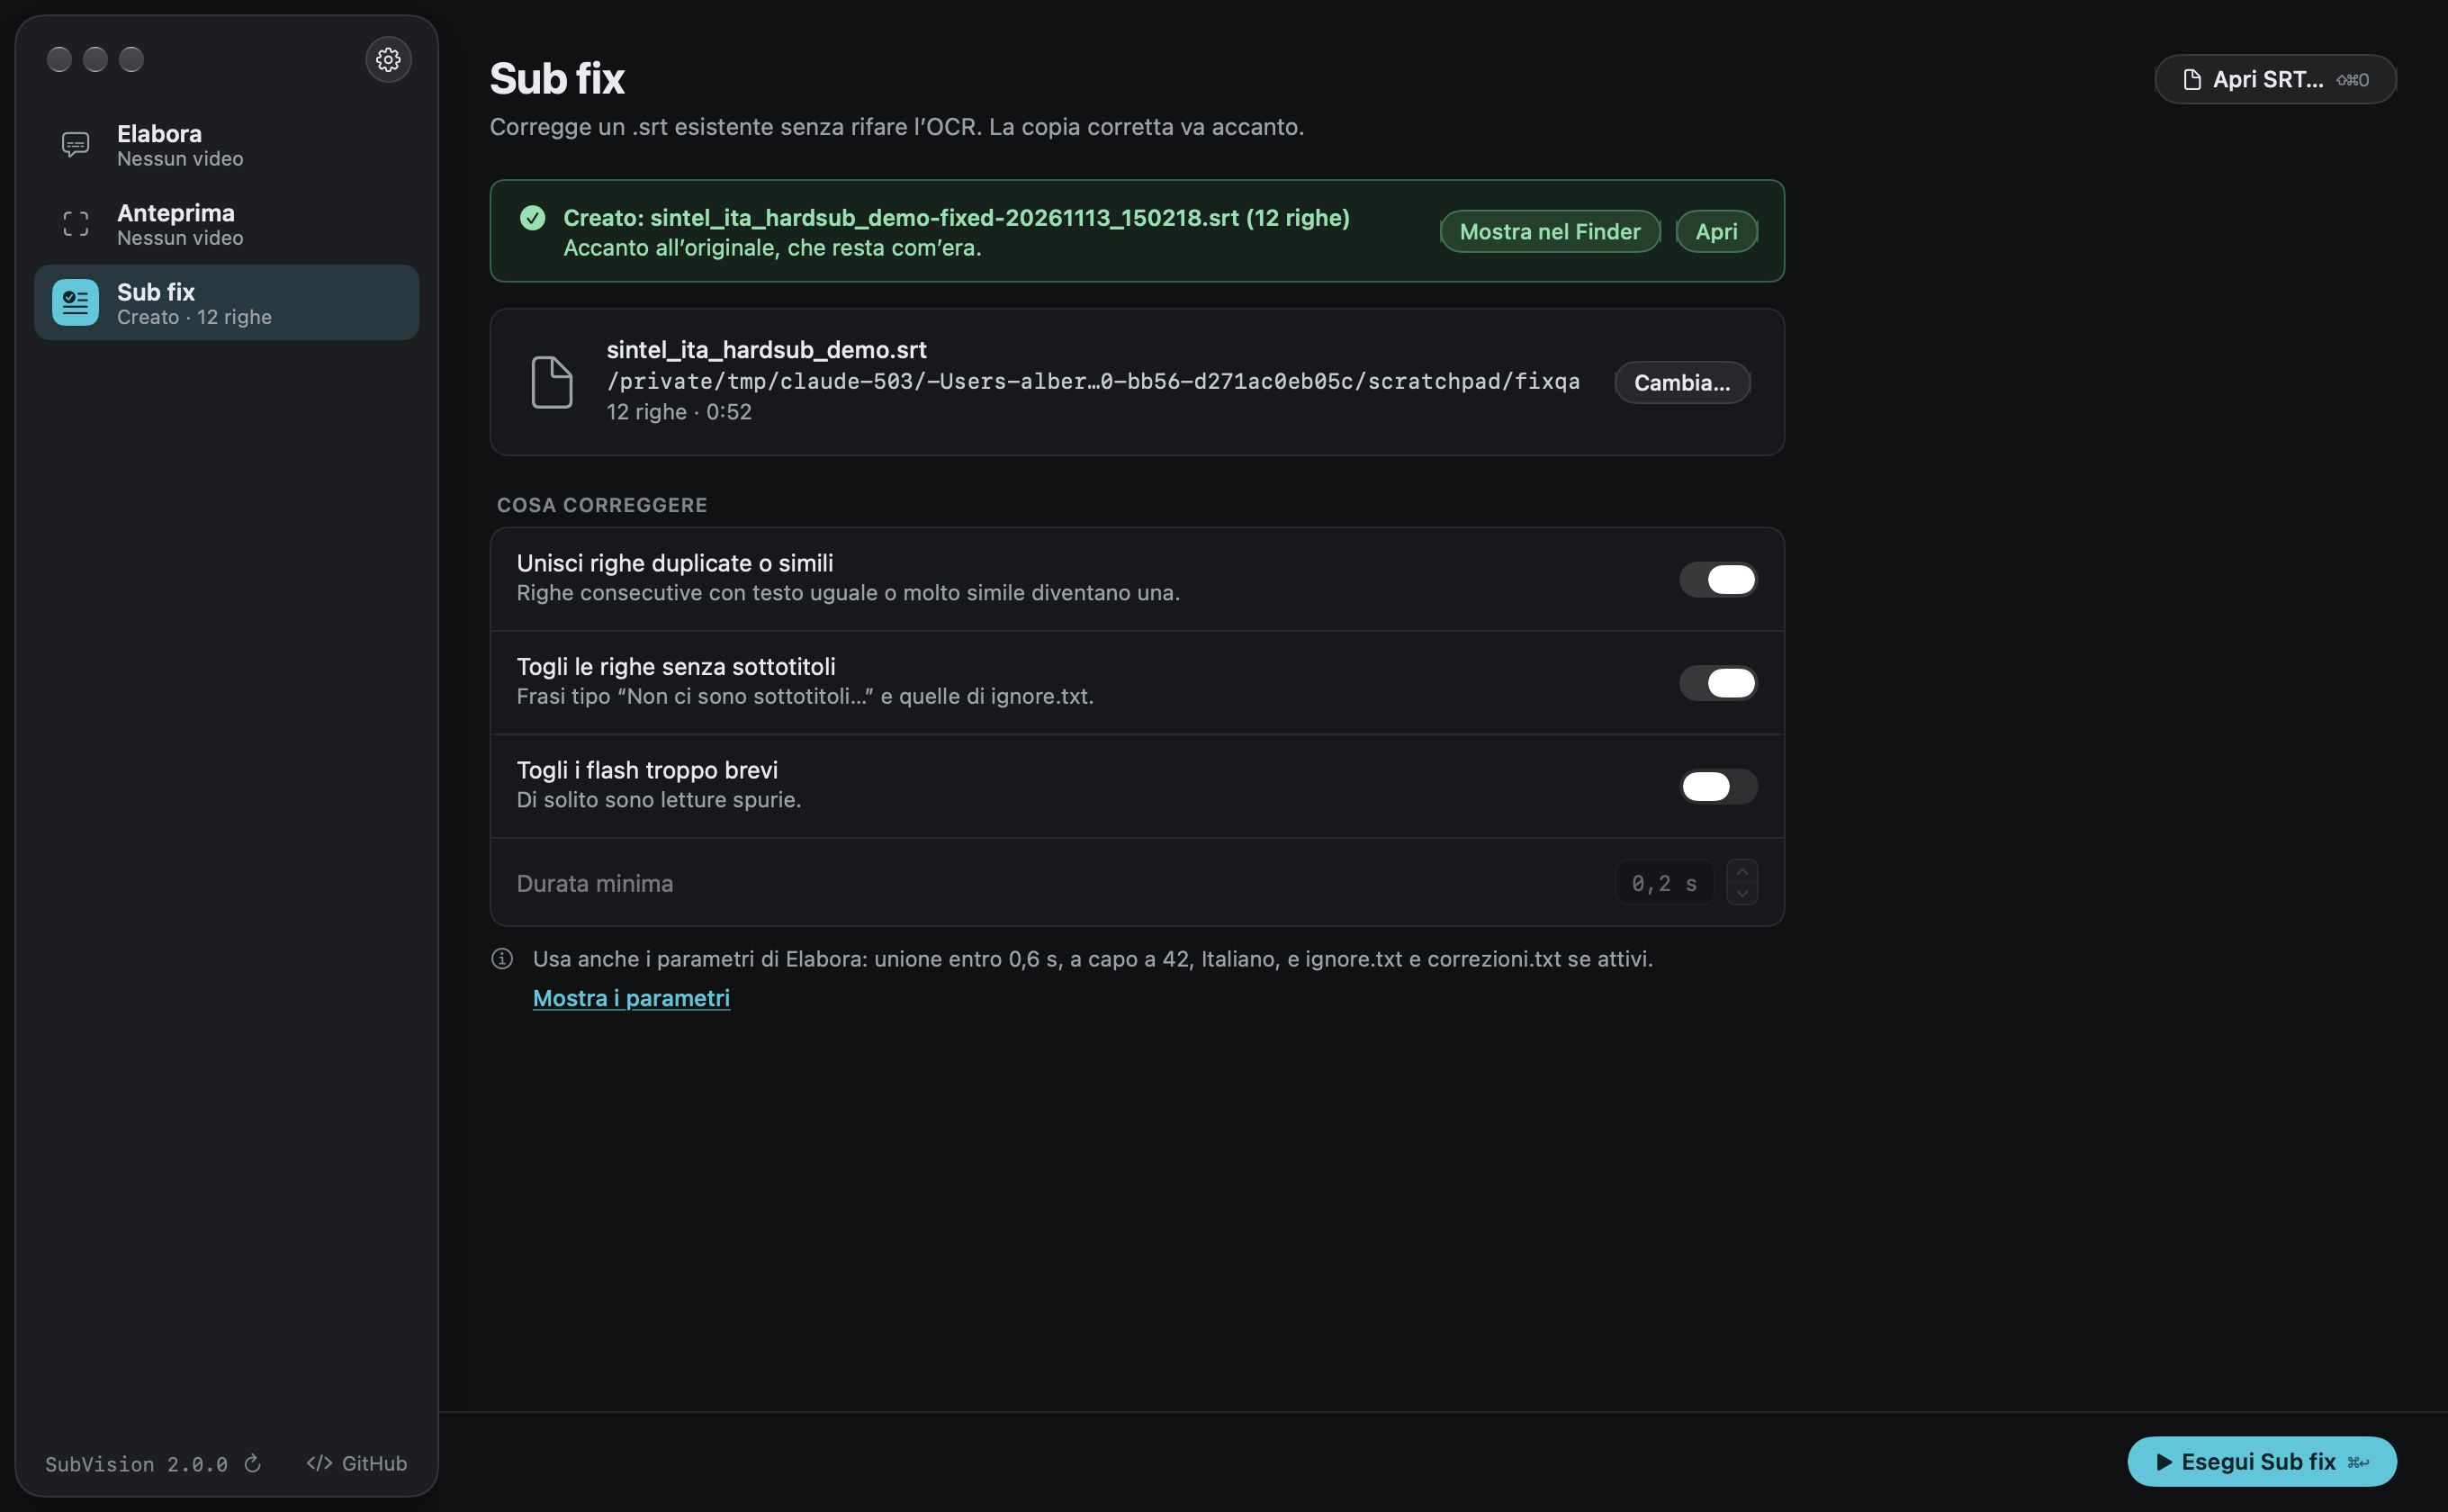 Elabora
Nessun video
Anteprima
Nessun video
Sub fix
Creato · 12 righe
SubVision 2.0.0
</> GitHub
Sub fix
Corregge un .srt esistente senza rifare l’OCR. La copia corretta va accanto.
Apri SRT… ⇧⌘O
Creato: sintel_ita_hardsub_demo-fixed-20261113_150218.srt (12 righe)
Accanto all’originale, che resta com’era.
Mostra nel Finder
Apri
sintel_ita_hardsub_demo.srt
/private/tmp/claude-503/-Users-alber…0-bb56-d271ac0eb05c/scratchpad/fixqa
12 righe · 0:52
Cambia…
COSA CORREGGERE
Unisci righe duplicate o simili
Righe consecutive con testo uguale o molto simile diventano una.
Togli le righe senza sottotitoli
Frasi tipo “Non ci sono sottotitoli…” e quelle di ignore.txt.
Togli i flash troppo brevi
Di solito sono letture spurie.
Durata minima
0,2 s
Usa anche i parametri di Elabora: unione entro 0,6 s, a capo a 42, Italiano, e ignore.txt e correzioni.txt se attivi.
Mostra i parametri
Esegui Sub fix ⌘↩